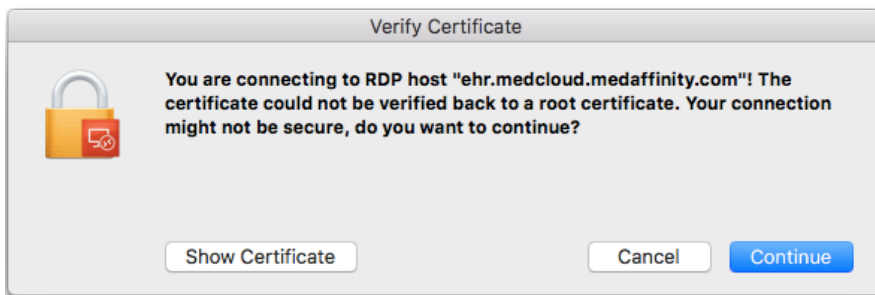 Verify Certificate
You are connecting to RDP host "ehr.medcloud.medaffinity.com"! The
certificate could not be verified back to a root certificate. Your connection
might not be secure, do you want to continue?
Show Certificate
Cancel
Continue